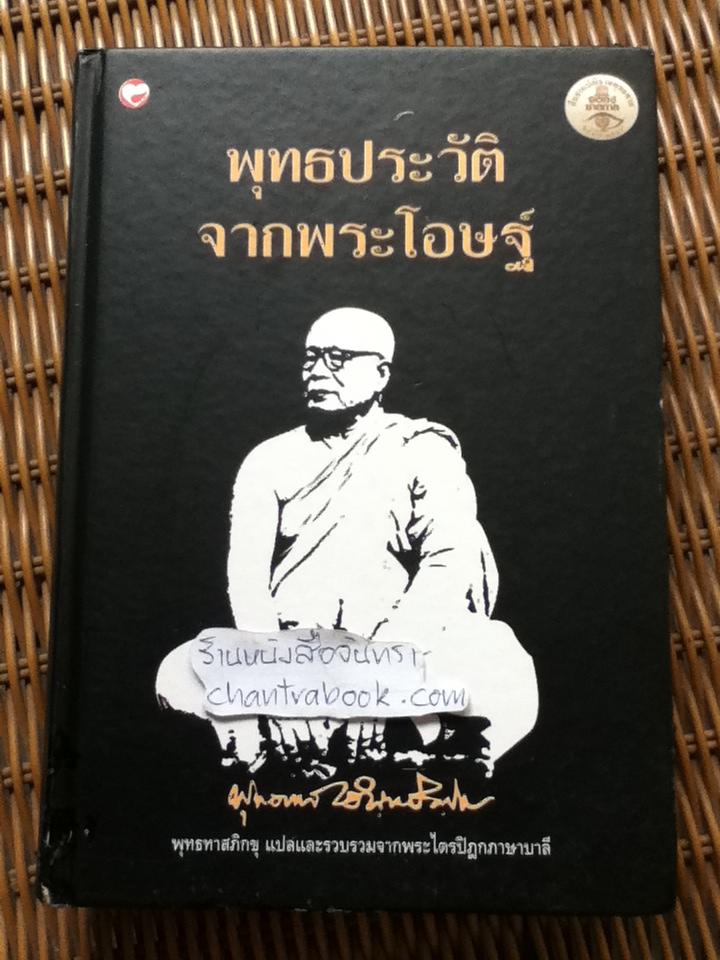 พุทธประวัติ
จากพระโอษฐ์
ร้านหนังสือจันทรา
chantrabook.com
พุทธทาสภิกขุ แปลและรวบรวมจากพระไตรปิฎกภาษาบาลี